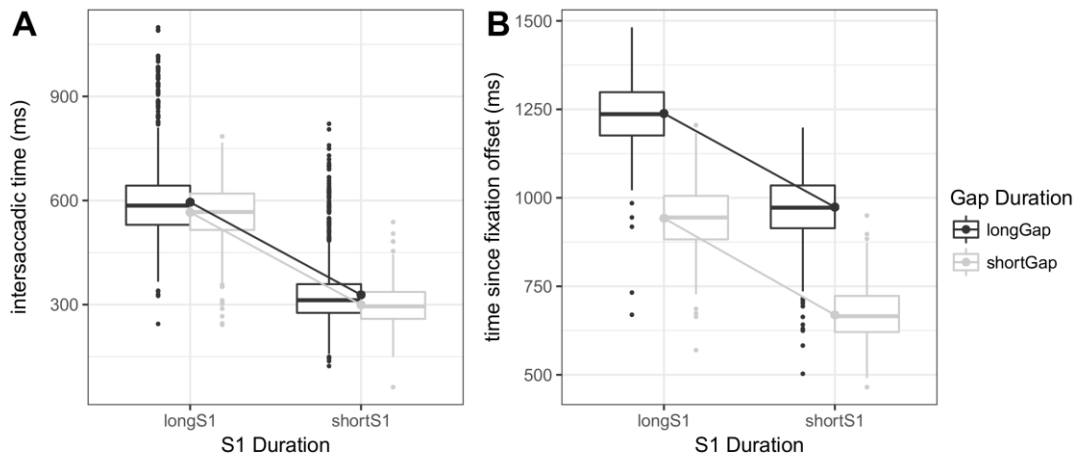 A
B
intersaccadic time (ms)
900
600
300
longS1
shortS1
S1 Duration
time since fixation offset (ms)
1500
1250
1000
750
500
longS1
shortS1
S1 Duration
Gap Duration
longGap
shortGap